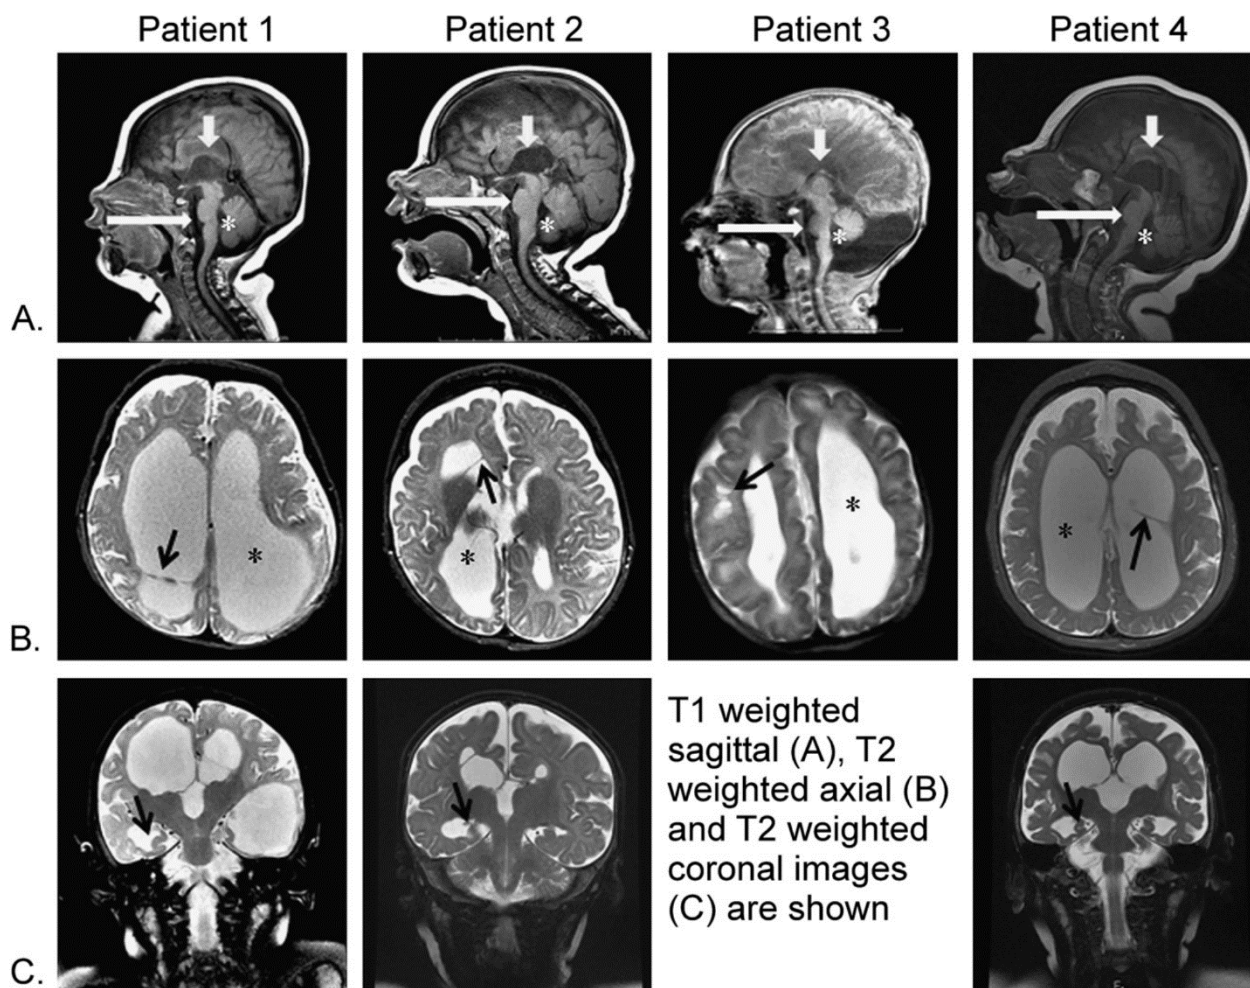 Patient 1 Patient 2 Patient 3 Patient 4
A.
*
*
*
*
B.
*
*
*
*
T1 weighted
sagittal (A), T2
weighted axial (B)
and T2 weighted
coronal images
(C) are shown
C.